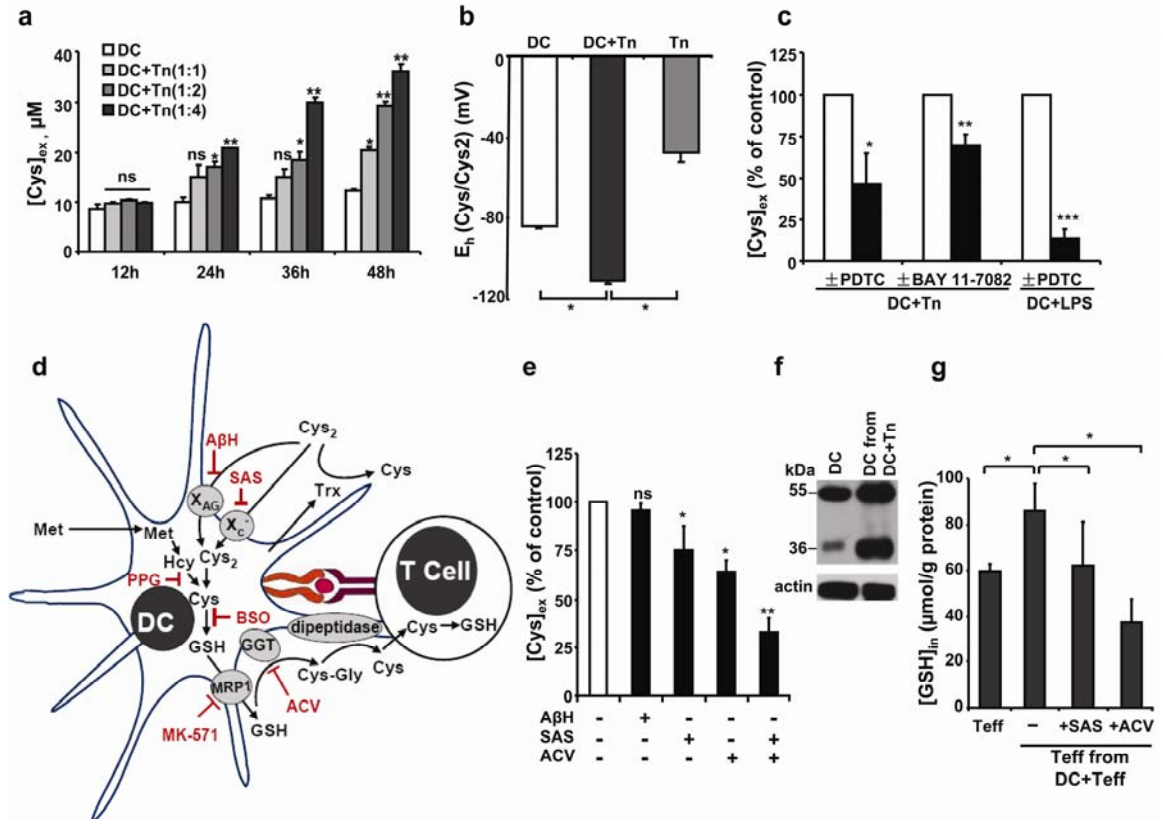 a
40
30
20
10
0
[Cys]ex, µM
DC
DC+Tn(1:1)
DC+Tn(1:2)
DC+Tn(1:4)
ns
ns
*
**
ns
*
**
*
**
**
12h
24h
36h
48h
b
DC
DC+Tn
Tn
0
-40
-80
-120
Eh (Cys/Cys2) (mV)
*
*
c
[Cys]ex (% of control)
125
100
75
50
25
0
*
**
***
±PDTC
±BAY 11-7082
±PDTC
DC+Tn
DC+LPS
d
AβH
SAS
Cys2
Cys
Trx
XAG
Xc-
Met
Met
Hcy
Cys2
PPG
Cys
BSO
DC
GSH
GGT
dipeptidase
T Cell
Cys
GSH
Cys-Gly
Cys
MRP1
ACV
GSH
MK-571
e
[Cys]ex (% of control)
125
100
75
50
25
0
ns
*
*
**
AβH - + - - -
SAS - - + - +
ACV - - - + +
f
DC
DC from
DC+Tn
kDa
55
36
actin
g
[GSH]in (µmol/g protein)
100
80
60
40
20
0
*
*
*
Teff
–
+SAS
+ACV
Teff from
DC+Teff